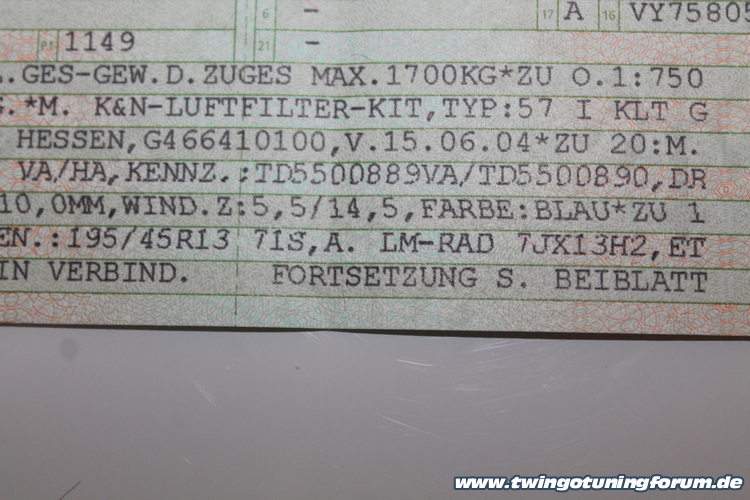 6 - 17 A 16 VY75805
P.1 1149 21 -
.GES-GEW.D.ZUGES MAX.1700KG*ZU O.1:750
G.*M. K&N-LUFTFILTER-KIT,TYP:57 I KLT G
HESSEN,G466410100,V.15.06.04*ZU 20:M.
VA/HA,KENNZ.:TD5500889VA/TD5500890,DR
10,0MM,WIND.Z:5,5/14,5,FARBE:BLAU*ZU 1
EN.:195/45R13 71S,A. LM-RAD 7JX13H2,ET
IN VERBIND. FORTSETZUNG S. BEIBLATT
www.twingotuningforum.de